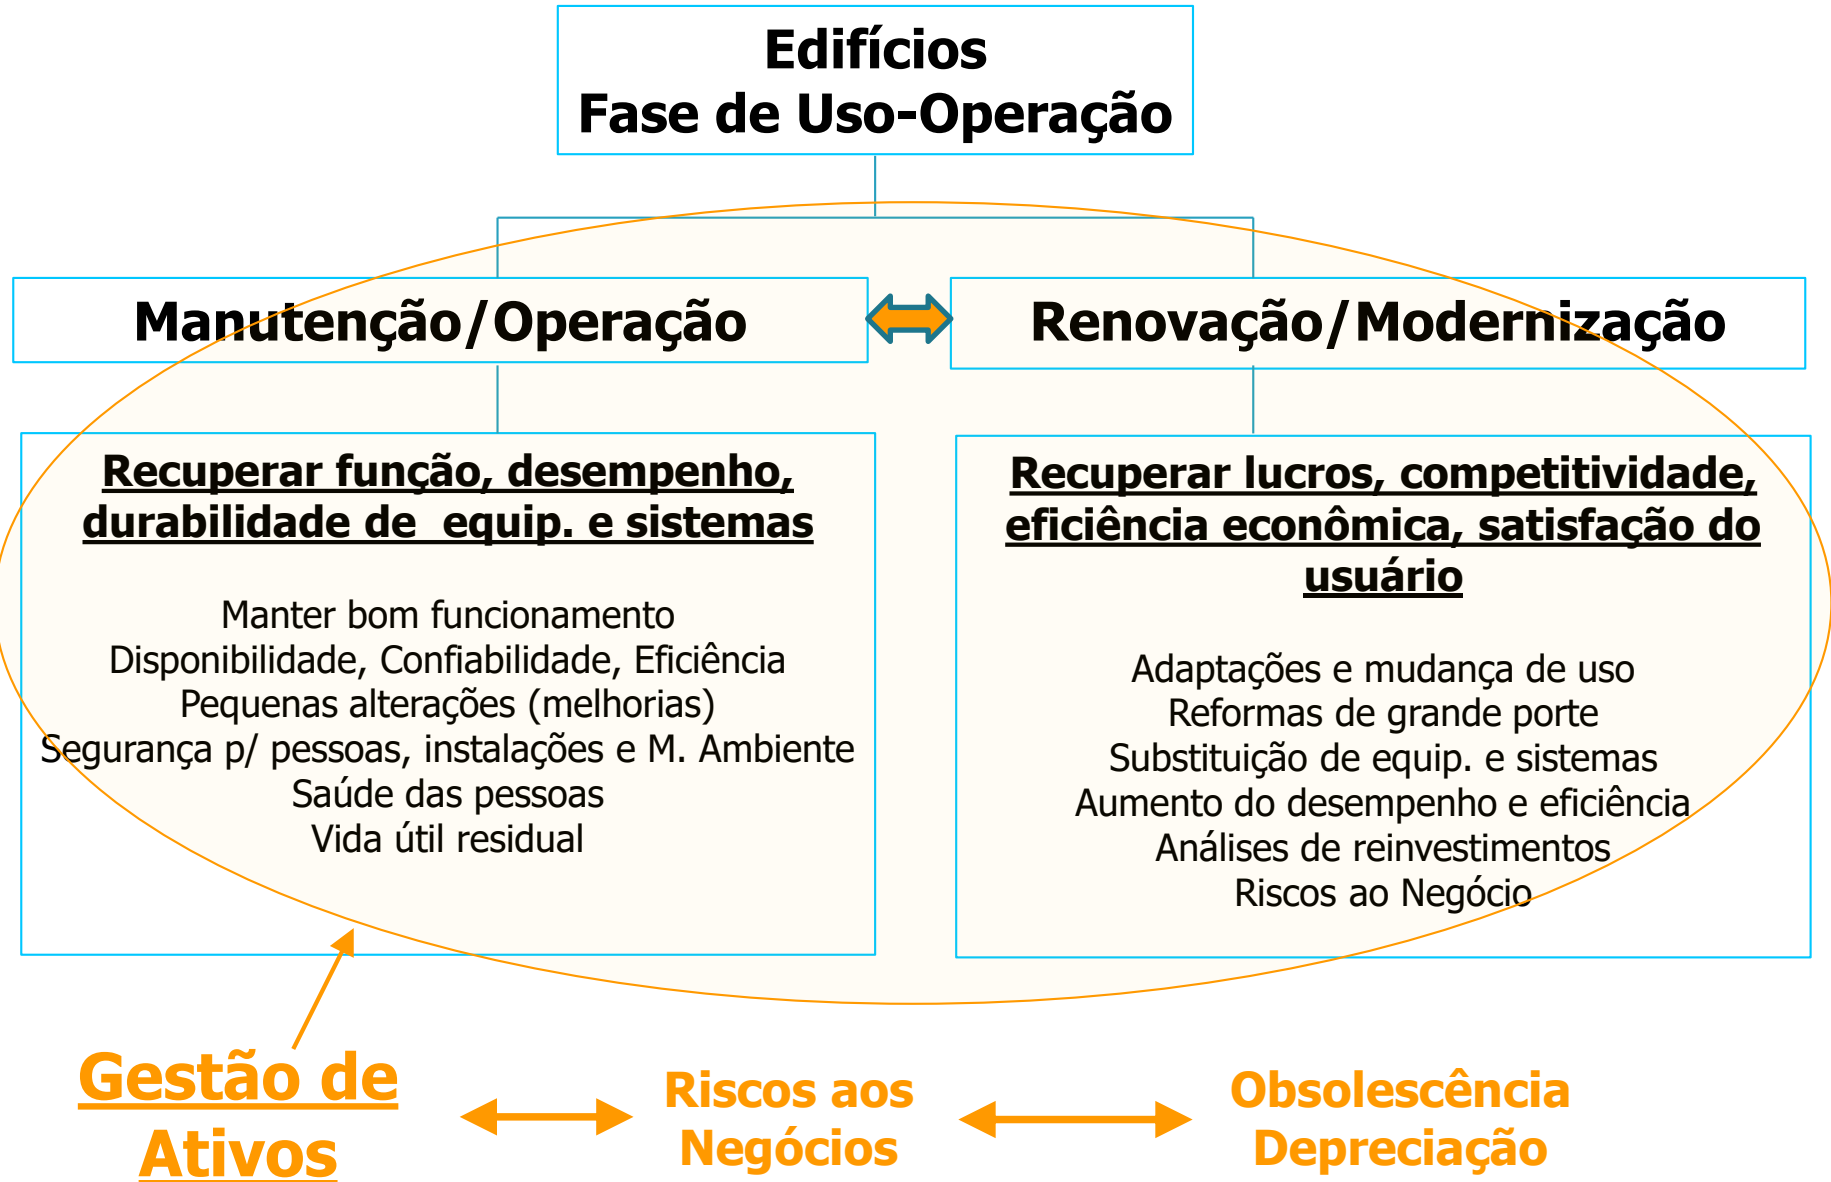 Edifícios
Fase de Uso-Operação
Manutenção/Operação
Renovação/Modernização
Recuperar função, desempenho,
durabilidade de  equip. e sistemas
Manter bom funcionamento
Disponibilidade, Confiabilidade, Eficiência
Pequenas alterações (melhorias)
Segurança p/ pessoas, instalações e M. Ambiente
Saúde das pessoas
Vida útil residual
Recuperar lucros, competitividade,
eficiência econômica, satisfação do
usuário
Adaptações e mudança de uso
Reformas de grande porte
Substituição de equip. e sistemas
Aumento do desempenho e eficiência
Análises de reinvestimentos
Riscos ao Negócio
Gestão de
Ativos
Riscos aos
Negócios
Obsolescência
Depreciação